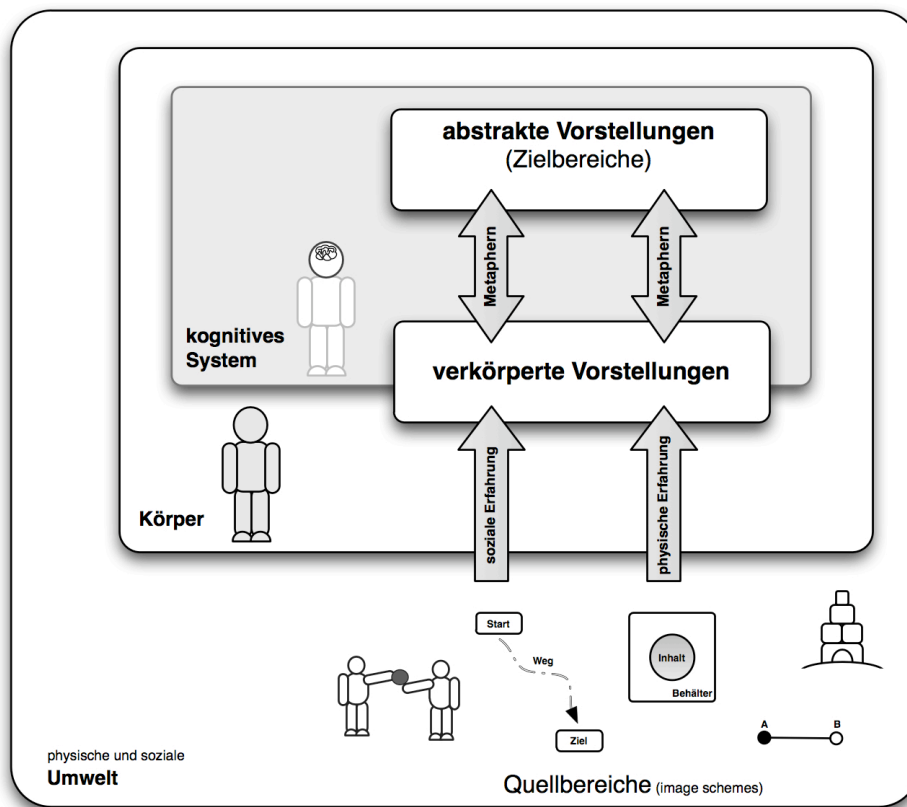 abstrakte Vorstellungen
(Zielbereiche)
Metaphern
Metaphern
kognitives
System
verkörperte Vorstellungen
Körper
soziale Erfahrung
physische Erfahrung
Start
Weg
Ziel
Inhalt
Behälter
A
B
physische und soziale
Umwelt
Quellbereiche (image schemes)